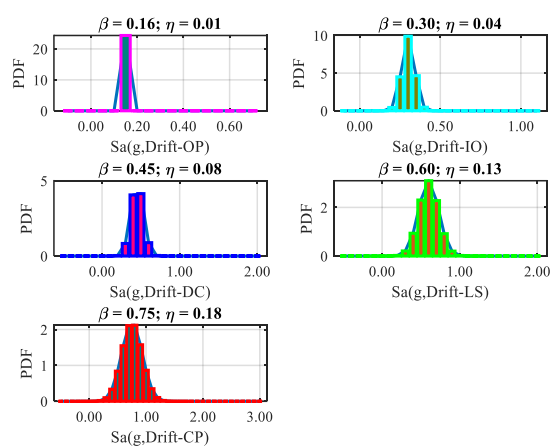 β = 0.16; η = 0.01
PDF
20
10
0
0.00 0.20 0.40 0.60
Sa(g,Drift-OP)
β = 0.30; η = 0.04
PDF
10
5
0
0.00 0.50 1.00
Sa(g,Drift-IO)
β = 0.45; η = 0.08
PDF
5
0
0.00 1.00 2.00
Sa(g,Drift-DC)
β = 0.60; η = 0.13
PDF
2
0
0.00 1.00 2.00
Sa(g,Drift-LS)
β = 0.75; η = 0.18
PDF
2
1
0
0.00 1.00 2.00 3.00
Sa(g,Drift-CP)